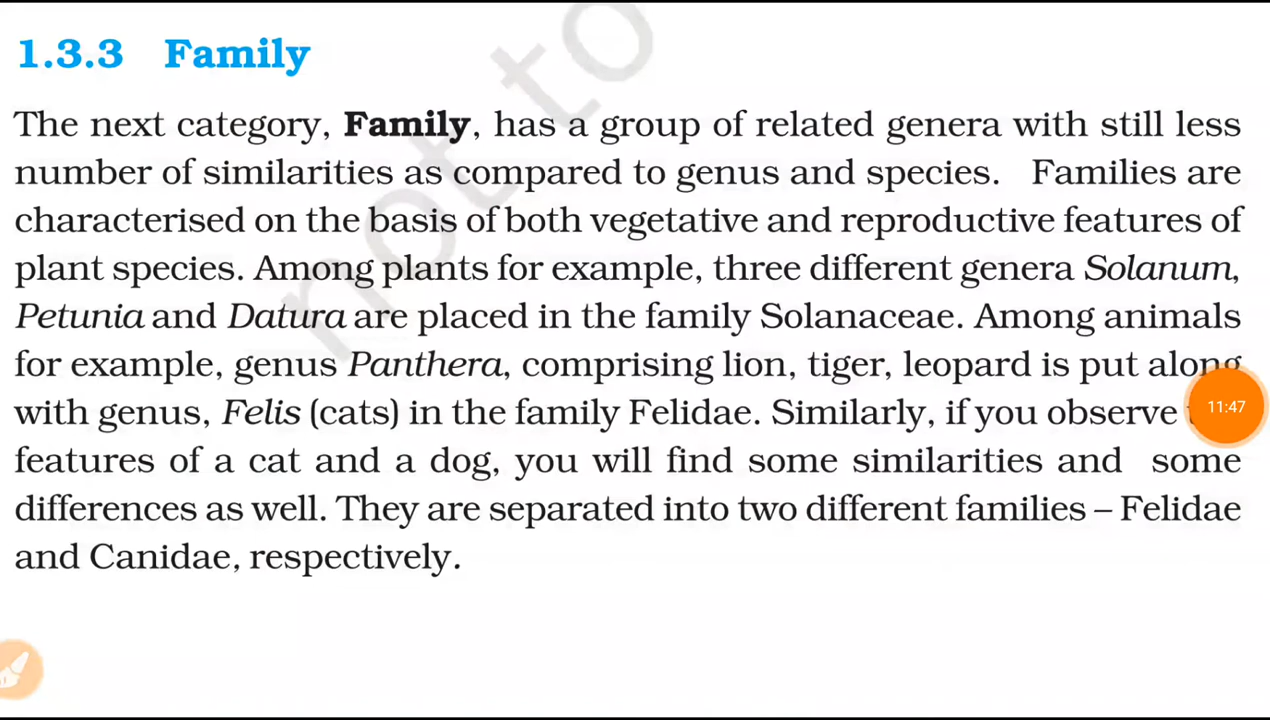 1.3.3 Family
The next category, Family, has a group of related genera with still less
number of similarities as compared to genus and species. Families are
characterised on the basis of both vegetative and reproductive features of
plant species. Among plants for example, three different genera Solanum,
Petunia and Datura are placed in the family Solanaceae. Among animals
for example, genus Panthera, comprising lion, tiger, leopard is put along
with genus, Felis (cats) in the family Felidae. Similarly, if you observe
11:47
features of a cat and a dog, you will find some similarities and some
differences as well. They are separated into two different families – Felidae
and Canidae, respectively.
not to